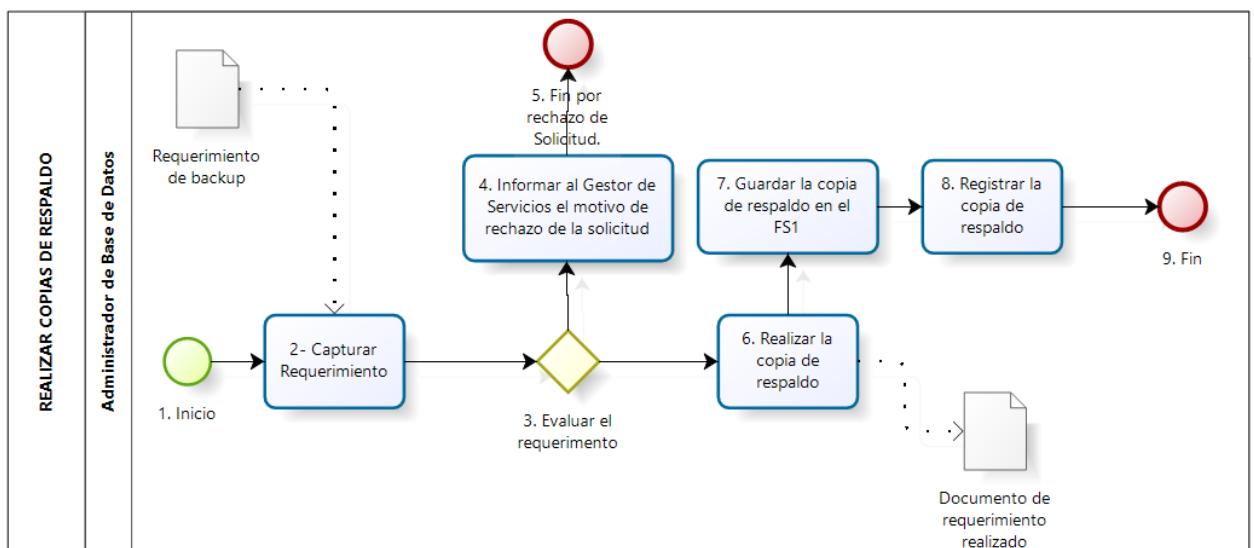 REALIZAR COPIAS DE RESPALDO
Administrador de Base de Datos
Requerimiento
de backup
1. Inicio
2- Capturar
Requerimiento
3. Evaluar el
requerimento
4. Informar al Gestor de
Servicios el motivo de
rechazo de la solicitud
5. Fin por
rechazo de
Solicitud.
6. Realizar la
copia de
respaldo
Documento de
requerimiento
realizado
7. Guardar la copia
de respaldo en el
FS1
8. Registrar la
copia de
respaldo
9. Fin